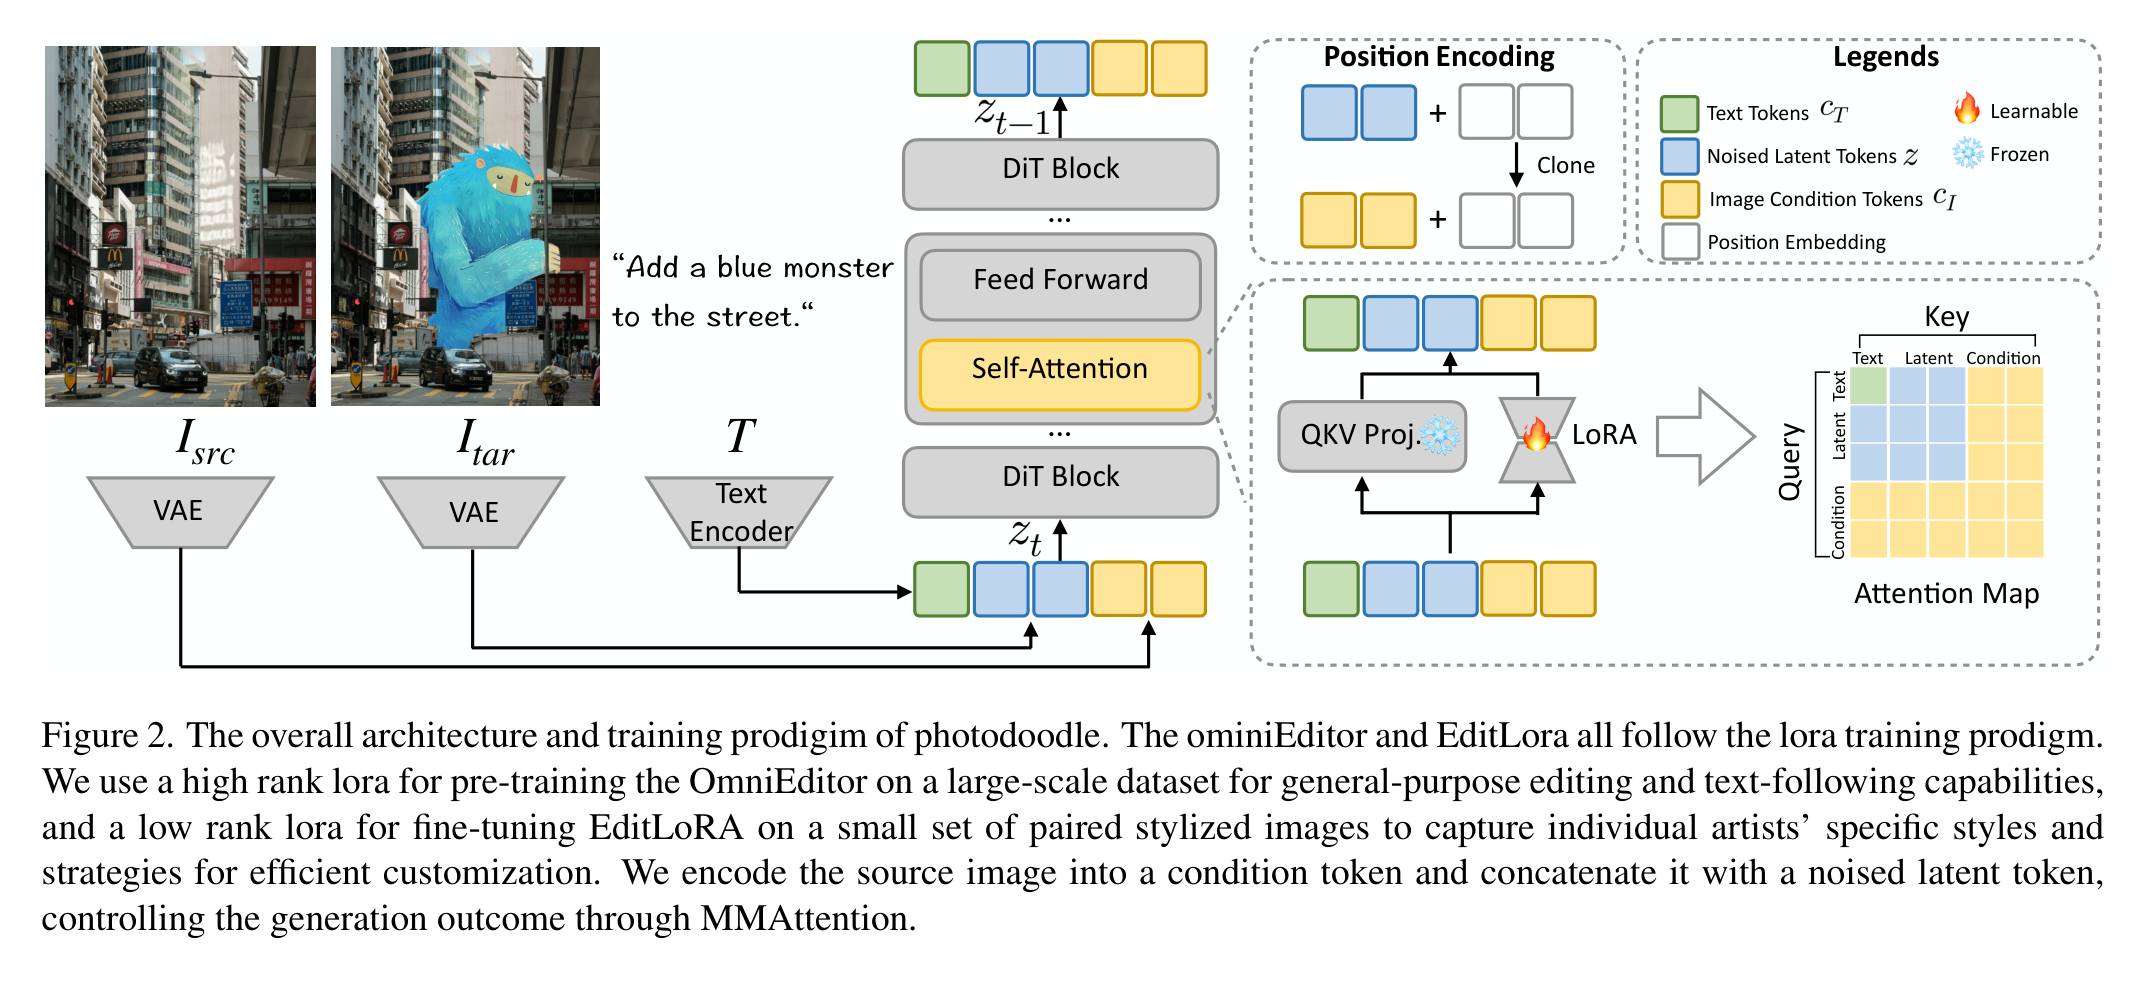 z_{t-1}
DiT Block
...
Feed Forward
Self-Attention
...
DiT Block
z_t
"Add a blue monster
to the street."
I_{src}
I_{tar}
T
VAE
VAE
Text
Encoder
Position Encoding
+
Clone
+
Legends
Text Tokens c_T
Noised Latent Tokens z
Image Condition Tokens c_I
Position Embedding
Learnable
Frozen
QKV Proj.
LoRA
Key
Text Latent Condition
Query
Text
Latent
Condition
Attention Map
Figure 2. The overall architecture and training prodigim of photodoodle. The ominiEditor and EditLora all follow the lora training prodigm.
We use a high rank lora for pre-training the OmniEditor on a large-scale dataset for general-purpose editing and text-following capabilities,
and a low rank lora for fine-tuning EditLoRA on a small set of paired stylized images to capture individual artists' specific styles and
strategies for efficient customization. We encode the source image into a condition token and concatenate it with a noised latent token,
controlling the generation outcome through MMAttention.